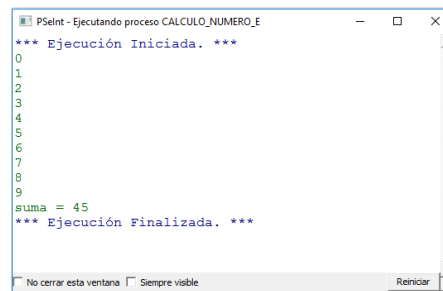 PSeInt - Ejecutando proceso CALCULO_NUMERO_E
*** Ejecución Iniciada. ***
0
1
2
3
4
5
6
7
8
9
suma = 45
*** Ejecución Finalizada. ***
No cerrar esta ventana Siempre visible Reiniciar